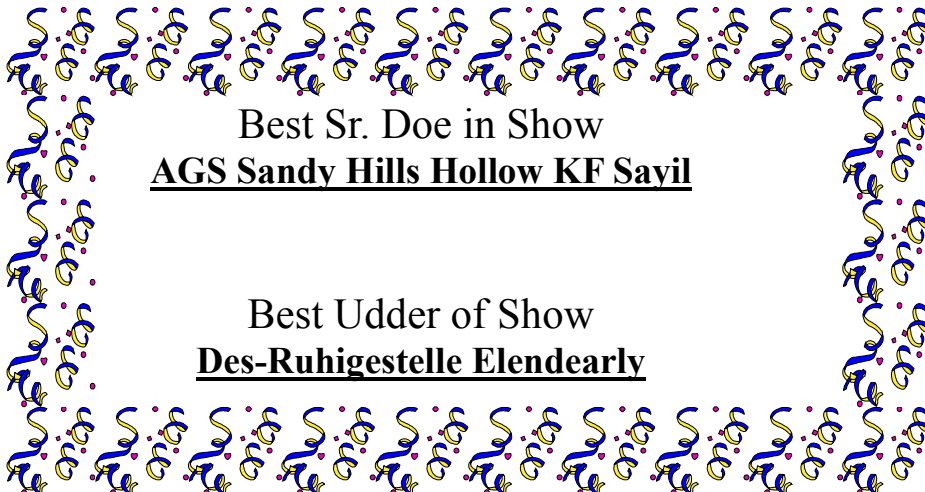 Best Sr. Doe in Show
AGS Sandy Hills Hollow KF Sayil
Best Udder of Show
Des-Ruhigestelle Elendearly